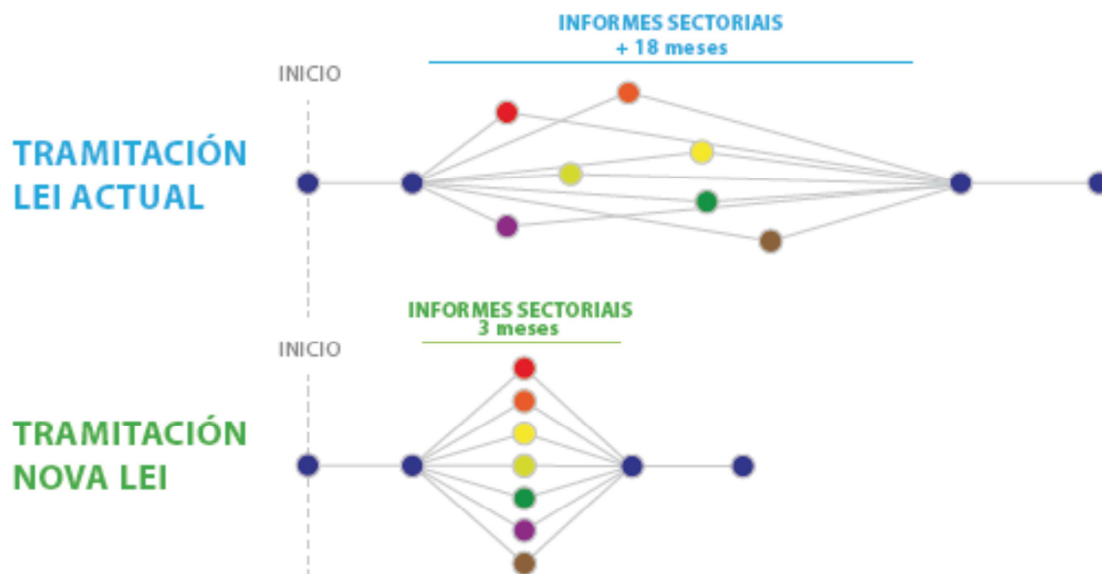 INFORMES SECTORIAIS
+ 18 meses
INICIO
TRAMITACIÓN
LEI ACTUAL
INFORMES SECTORIAIS
3 meses
INICIO
TRAMITACIÓN
NOVA LEI